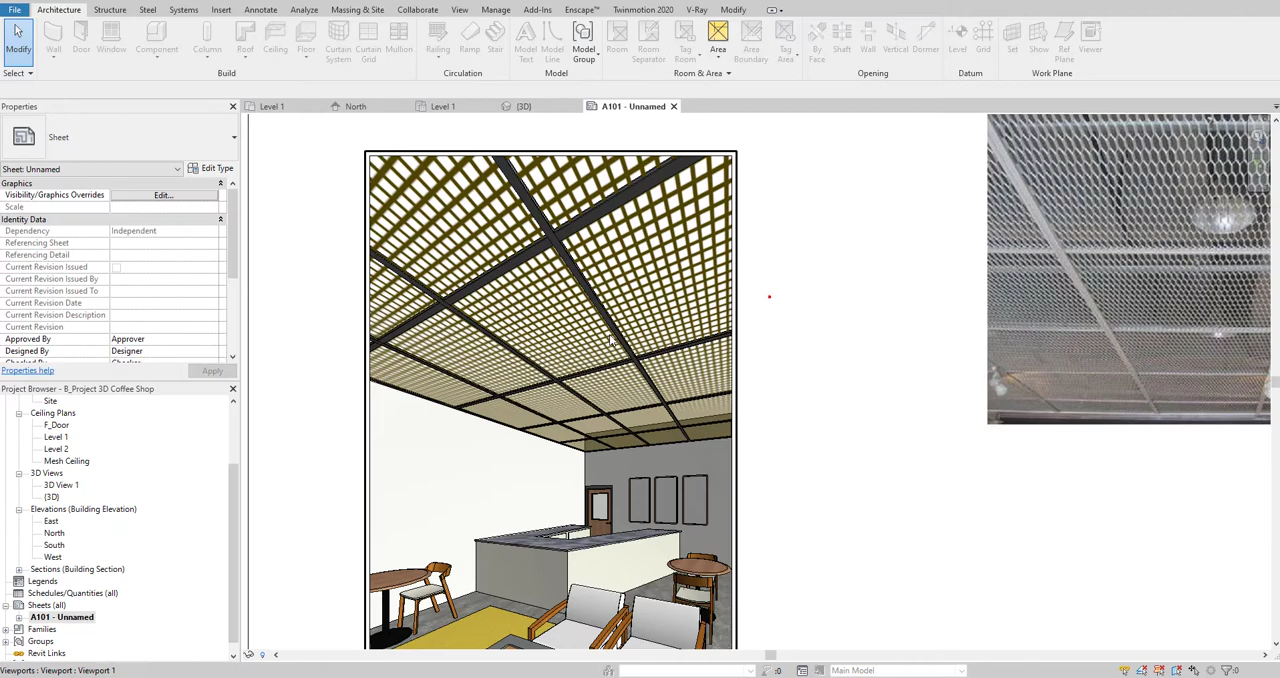 File Architecture Structure Steel Systems Insert Annotate Analyze Massing & Site Collaborate View Manage Add-Ins Enscape™ Twinmotion 2020 V-Ray Modify
Modify Wall Door Window Component Column Roof Ceiling Floor Curtain System Curtain Grid Mullion Railing Ramp Stair Model Text Model Line Model Group Room Room Separator Tag Room Area Area Boundary Tag Area By Face Shaft Wall Vertical Dormer Level Grid Set Show Ref Plane Viewer
Select Build Circulation Model Room & Area Opening Datum Work Plane
Properties
Level 1 North Level 1 {3D} A101 - Unnamed
Sheet
Sheet: Unnamed Edit Type
Graphics
Visibility/Graphics Overrides Edit...
Scale
Identity Data
Dependency Independent
Referencing Sheet
Referencing Detail
Current Revision Issued
Current Revision Issued By
Current Revision Issued To
Current Revision Date
Current Revision Description
Current Revision
Approved By Approver
Designed By Designer
Checked By Checker
Properties help Apply
Project Browser - B_Project 3D Coffee Shop
Site
Ceiling Plans
F_Door
Level 1
Level 2
Mesh Ceiling
3D Views
3D View 1
{3D}
Elevations (Building Elevation)
East
North
South
West
Sections (Building Section)
Legends
Schedules/Quantities (all)
Sheets (all)
A101 - Unnamed
Families
Groups
Revit Links
Viewports : Viewport : Viewport 1 :0 Main Model :0